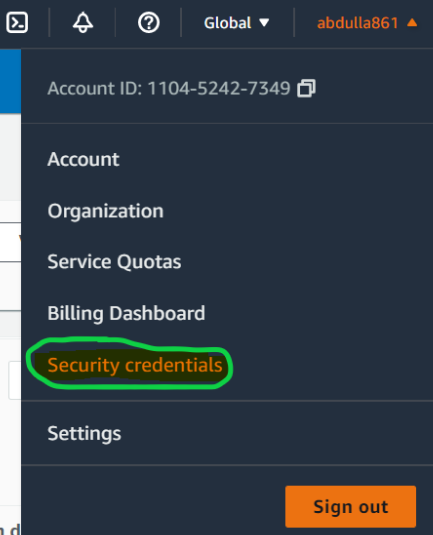 Global ▼ abdulla861 ▲
Account ID: 1104-5242-7349
Account
Organization
Service Quotas
Billing Dashboard
Security credentials
Settings
Sign out